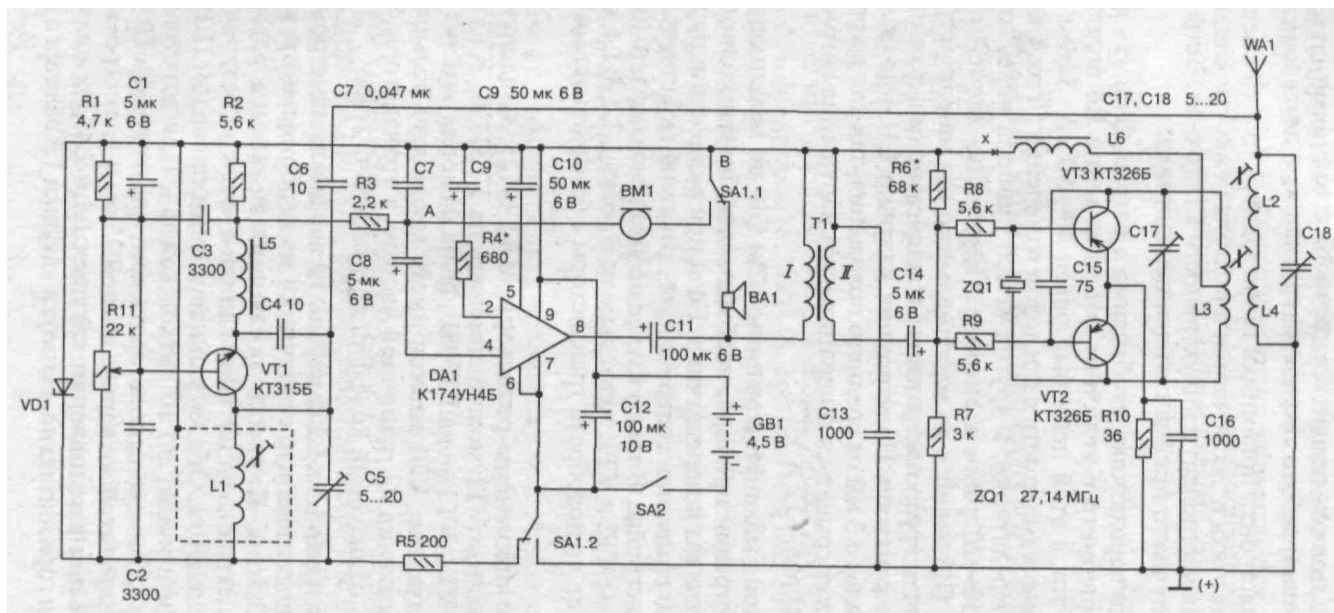 WA1
C1
5 мк
6 В
R1
4,7 к
R2
5,6 к
C7 0,047 мк
C9 50 мк 6 В
C17, C18 5...20
C6
10
R3
2,2 к
C7
C9
C10
50 мк
6 В
B
SA1.1
BM1
A
x
L6
R6*
68 к
R8
5,6 к
VT3 КТ326Б
C3
3300
L5
C8
5 мк
6 В
R4*
680
T1
I
II
C17
L2
C18
C4 10
R11
22 к
2
5
4
9
8
6
7
BA1
C14
5 мк
6 В
ZQ1
C15
75
L3
L4
VT1
КТ315Б
DA1
К174УН4Б
C11
100 мк 6 В
R9
5,6 к
VD1
L1
C5
5...20
C12
100 мк
10 В
+
GB1
4,5 В
–
C13
1000
R7
3 к
VT2
КТ326Б
R10
36
C16
1000
ZQ1 27,14 МГц
SA2
R5 200
SA1.2
C2
3300
(+)